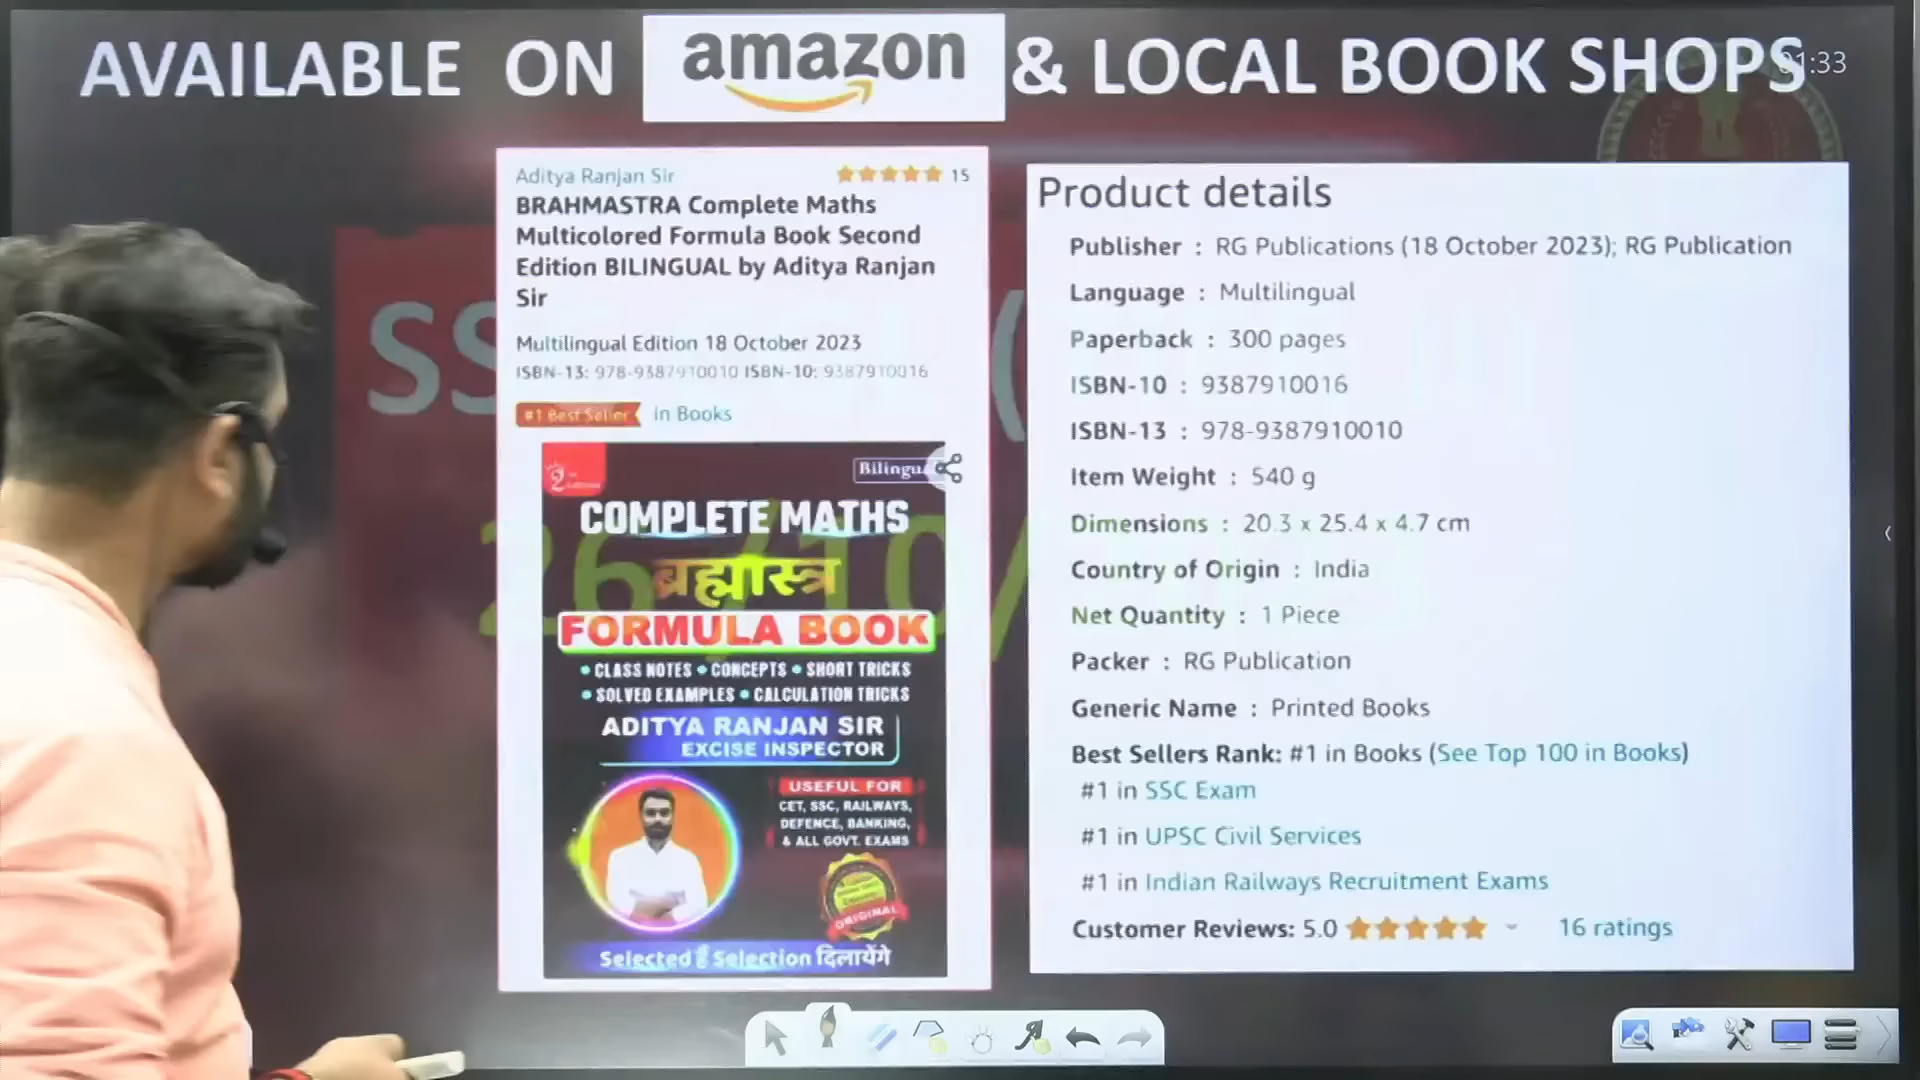 AVAILABLE ON amazon & LOCAL BOOK SHOPS
:33
Aditya Ranjan Sir 15
BRAHMASTRA Complete Maths
Multicolored Formula Book Second
Edition BILINGUAL by Aditya Ranjan
Sir
Multilingual Edition 18 October 2023
ISBN-13: 978-9387910010 ISBN-10: 9387910016
#1 Best Seller in Books
2
Bilingu
COMPLETE MATHS
ब्रह्मास्त्र
FORMULA BOOK
• CLASS NOTES • CONCEPTS • SHORT TRICKS
• SOLVED EXAMPLES • CALCULATION TRICKS
ADITYA RANJAN SIR
EXCISE INSPECTOR
USEFUL FOR
CET, SSC, RAILWAYS,
DEFENCE, BANKING,
& ALL GOVT. EXAMS
ORIGINAL
Selected हैं Selection दिलायेंगे
SS
26/10/
Product details
Publisher : RG Publications (18 October 2023); RG Publication
Language : Multilingual
Paperback : 300 pages
ISBN-10 : 9387910016
ISBN-13 : 978-9387910010
Item Weight : 540 g
Dimensions : 20.3 x 25.4 x 4.7 cm
Country of Origin : India
Net Quantity : 1 Piece
Packer : RG Publication
Generic Name : Printed Books
Best Sellers Rank: #1 in Books (See Top 100 in Books)
#1 in SSC Exam
#1 in UPSC Civil Services
#1 in Indian Railways Recruitment Exams
Customer Reviews: 5.0 16 ratings